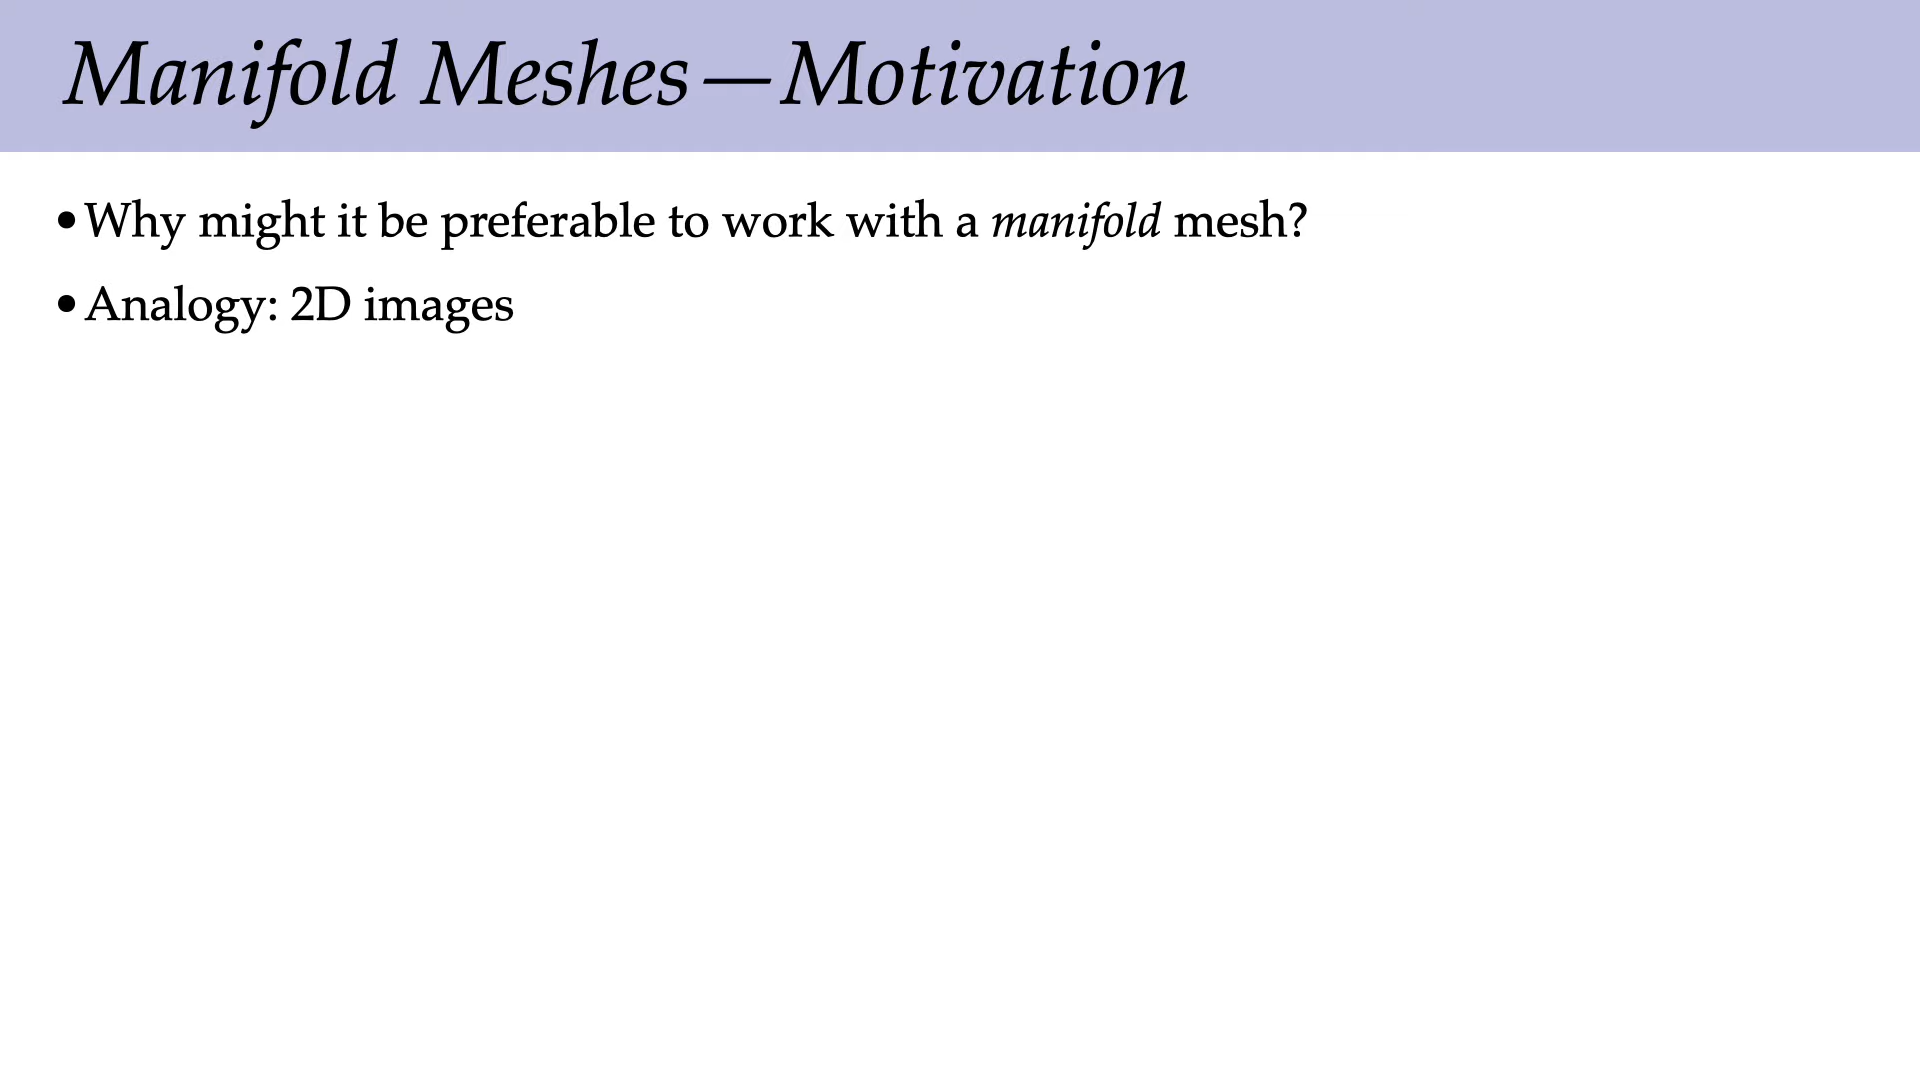 Manifold Meshes—Motivation
•Why might it be preferable to work with a manifold mesh?
•Analogy: 2D images